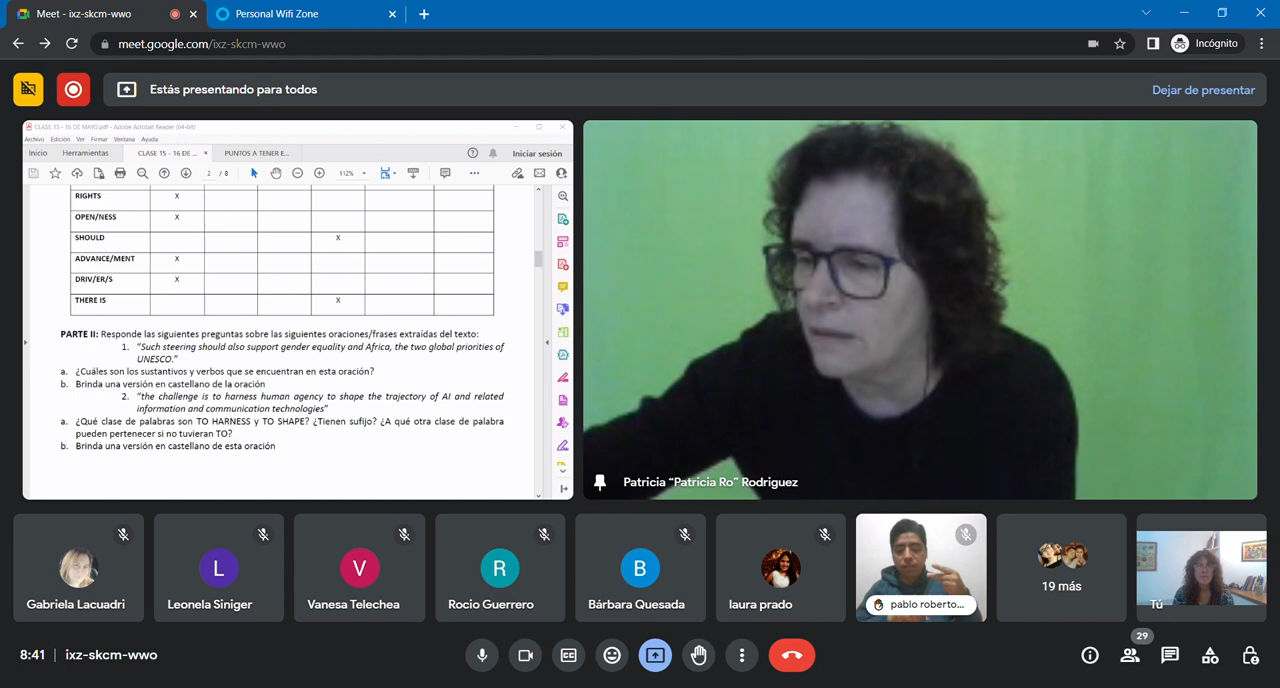 Meet - ixz-skcm-wwo
Personal Wifi Zone
meet.google.com/ixz-skcm-wwo
Incógnito
Estás presentando para todos
Dejar de presentar
CLASE 15 - 16 DE MAYO.pdf - Adobe Acrobat Reader (64-bit)
Archivo Edición Ver Firmar Ventana Ayuda
Inicio Herramientas CLASE 15 - 16 DE ... × PUNTOS A TENER E... Iniciar sesión
2 / 8 112%
RIGHTS X
OPEN/NESS X
SHOULD X
ADVANCE/MENT X
DRIV/ER/S X
THERE IS X
PARTE II: Responde las siguientes preguntas sobre las siguientes oraciones/frases extraídas del texto:
1. "Such steering should also support gender equality and Africa, the two global priorities of
UNESCO."
a. ¿Cuáles son los sustantivos y verbos que se encuentran en esta oración?
b. Brinda una versión en castellano de la oración
2. "the challenge is to harness human agency to shape the trajectory of AI and related
information and communication technologies"
a. ¿Qué clase de palabras son TO HARNESS y TO SHAPE? ¿Tienen sufijo? ¿A qué otra clase de palabra
pueden pertenecer si no tuvieran TO?
b. Brinda una versión en castellano de esta oración
Patricia "Patricia Ro" Rodriguez
L
V
R
B
Gabriela Lacuadri
Leonela Siniger
Vanesa Telechea
Rocio Guerrero
Bárbara Quesada
laura prado
pablo roberto...
19 más
Tú
8:41 | ixz-skcm-wwo
29